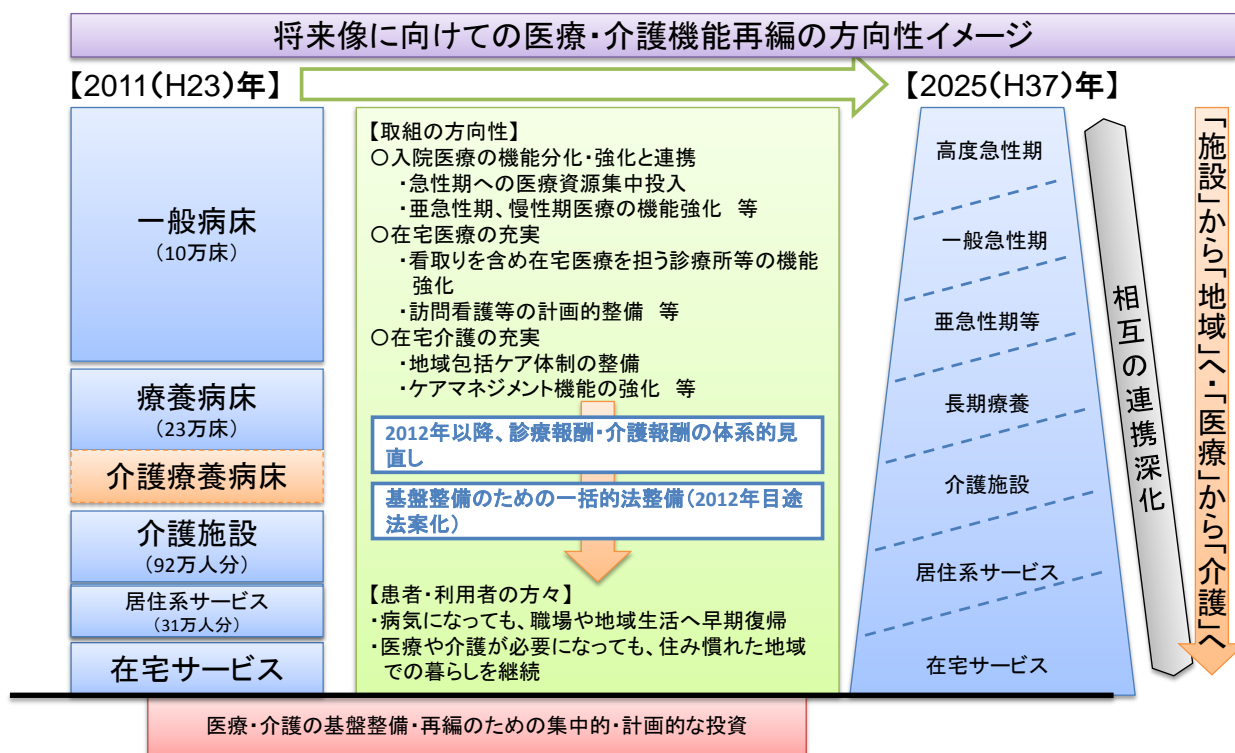 将来像に向けての医療・介護機能再編の方向性イメージ
【2011(H23)年】
【2025(H37)年】
一般病床
(10万床)
療養病床
(23万床)
介護療養病床
介護施設
(92万人分)
居住系サービス
(31万人分)
在宅サービス
【取組の方向性】
○入院医療の機能分化・強化と連携
・急性期への医療資源集中投入
・亜急性期、慢性期医療の機能強化 等
○在宅医療の充実
・看取りを含め在宅医療を担う診療所等の機能
強化
・訪問看護等の計画的整備 等
○在宅介護の充実
・地域包括ケア体制の整備
・ケアマネジメント機能の強化 等
2012年以降、診療報酬・介護報酬の体系的見
直し
基盤整備のための一括的法整備(2012年目途
法案化)
【患者・利用者の方々】
・病気になっても、職場や地域生活へ早期復帰
・医療や介護が必要になっても、住み慣れた地域
での暮らしを継続
高度急性期
一般急性期
亜急性期等
長期療養
介護施設
居住系サービス
在宅サービス
相互の連携深化
「施設」から「地域」へ・「医療」から「介護」へ
医療・介護の基盤整備・再編のための集中的・計画的な投資